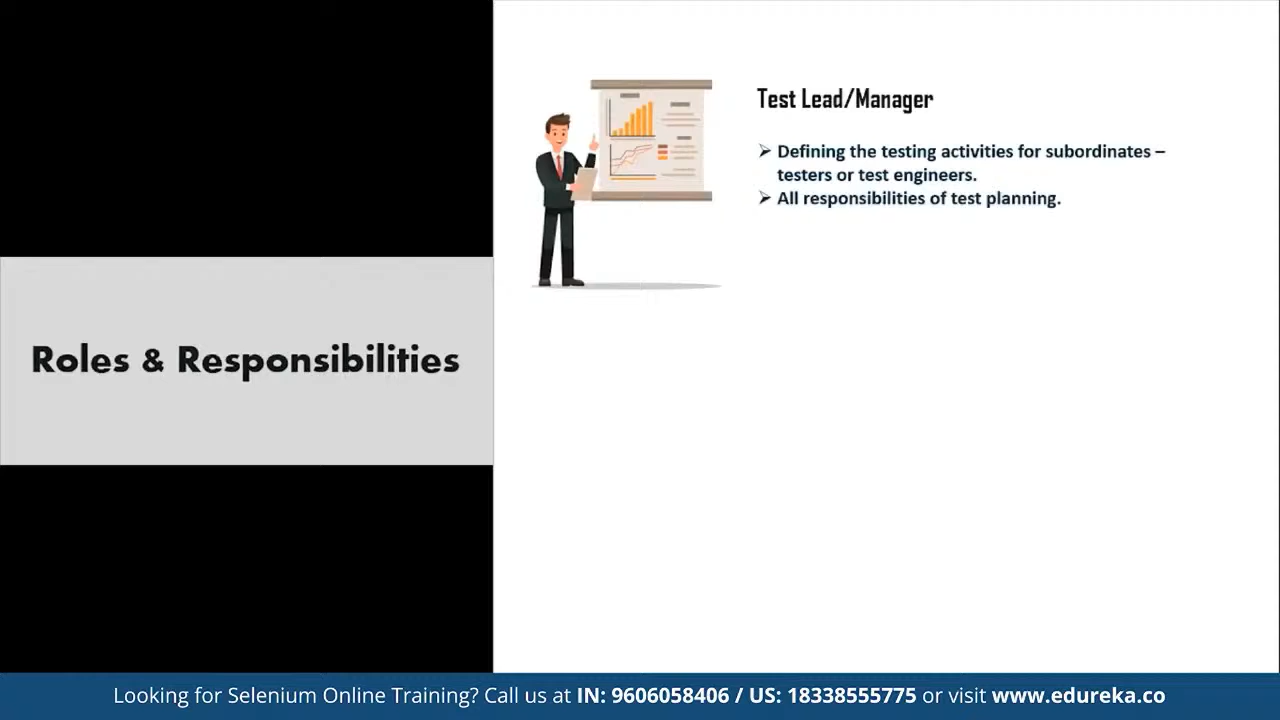 Roles & Responsibilities
Test Lead/Manager
➢ Defining the testing activities for subordinates –
testers or test engineers.
➢ All responsibilities of test planning.
Looking for Selenium Online Training? Call us at IN: 9606058406 / US: 18338555775 or visit www.edureka.co